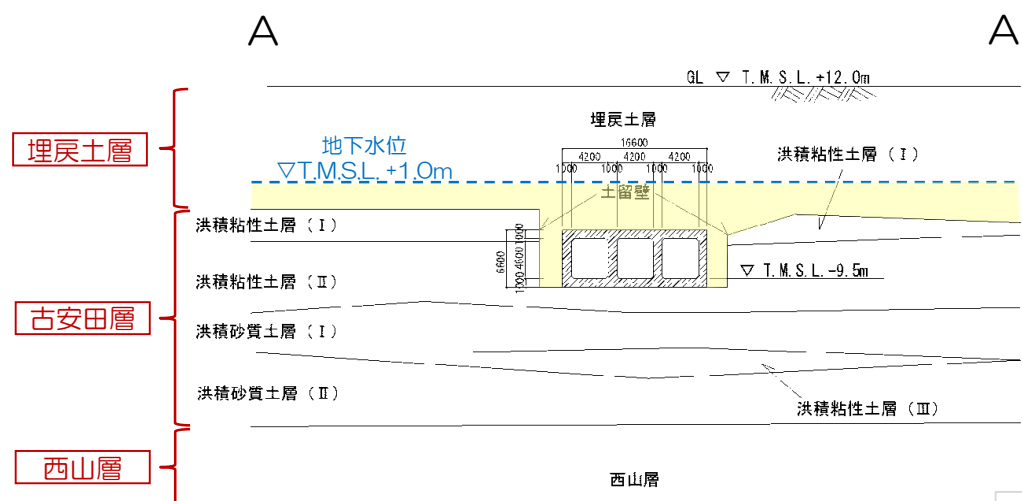 A
A
GL ▽ T.M.S.L.+12.0m
埋戻土層
埋戻土層
16600
4200 4200 4200
1000 1000 1000 1000
洪積粘性土層(Ⅰ)
地下水位
▽T.M.S.L. +1.0m
土留壁
洪積粘性土層(Ⅰ)
6600
1000 4600 1000
▽ T.M.S.L.-9.5m
洪積粘性土層(Ⅱ)
古安田層
洪積砂質土層(Ⅰ)
洪積砂質土層(Ⅱ)
洪積粘性土層(Ⅲ)
西山層
西山層